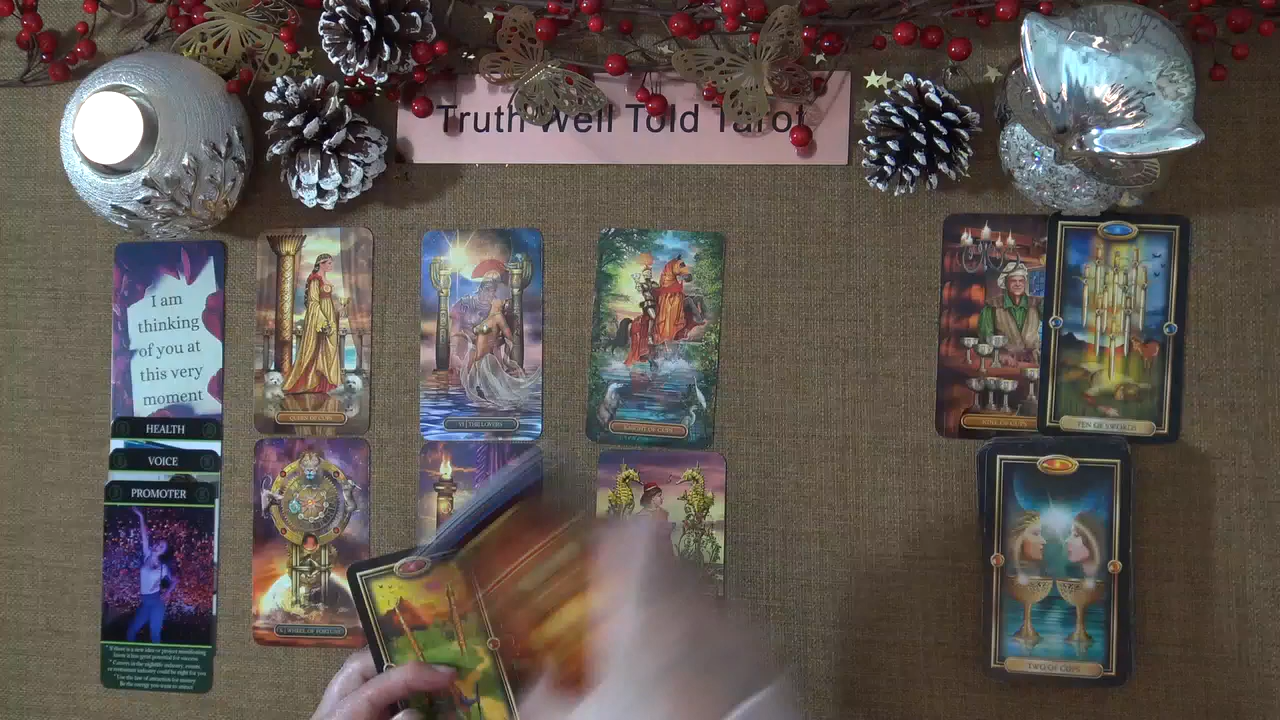 Truth Well Told Tarot
I am
thinking
of you at
this very
moment
HEALTH
VOICE
PROMOTER
QUEEN OF CUPS
VI | THE LOVERS
KNIGHT OF CUPS
X | WHEEL OF FORTUNE
NINE OF CUPS
TEN OF SWORDS
TWO OF CUPS